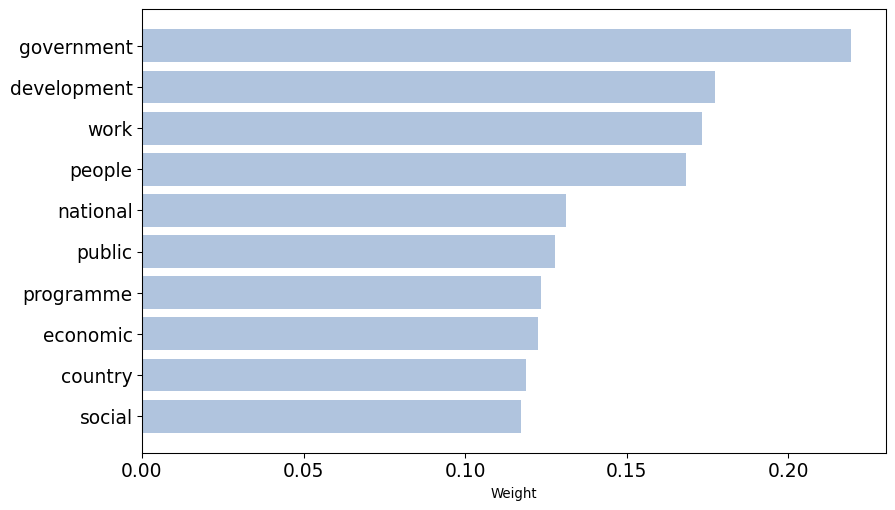 government
development
work
people
national
public
programme
economic
country
social
0.00 0.05 0.10 0.15 0.20
Weight